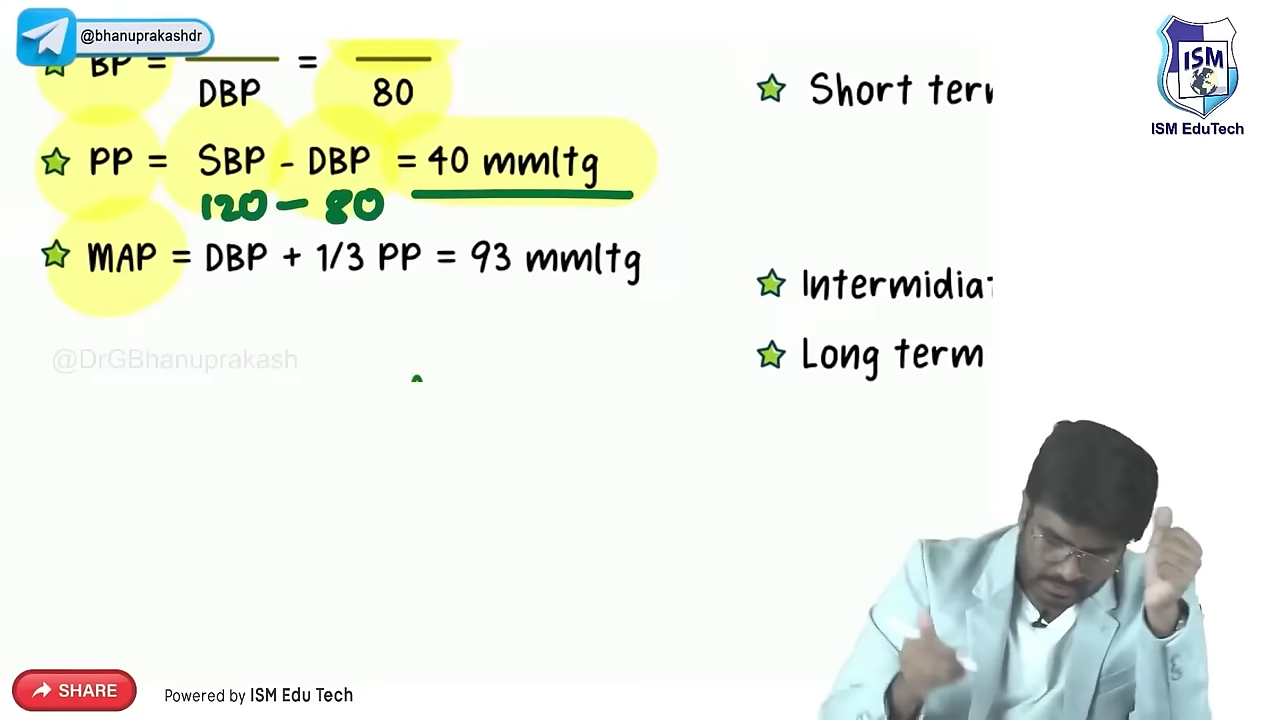 @bhanuprakashdr
BP = DBP = 80
PP = SBP - DBP = 40 mmHg
120 - 80
MAP = DBP + 1/3 PP = 93 mmHg
@DrGBhanuprakash
Short term
Intermidiat
Long term
ISM
ISM EduTech
SHARE
Powered by ISM Edu Tech